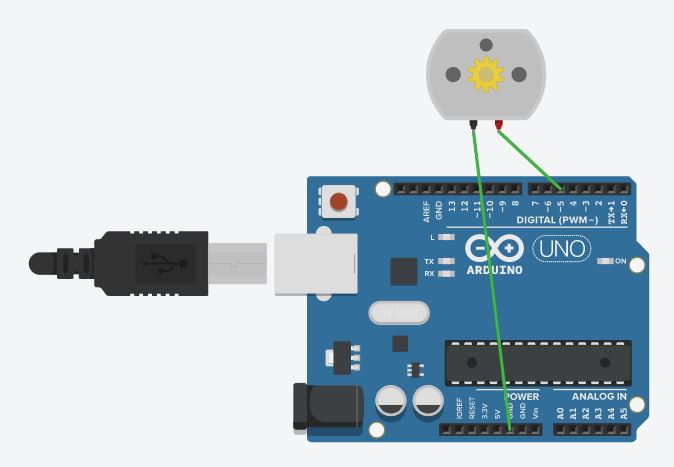 AREF
GND
13
12
~11
~10
~9
8
7
~6
~5
4
~3
2
TX→1
RX←0
DIGITAL (PWM~)
L
TX
RX
ARDUINO
UNO
ON
POWER
ANALOG IN
IOREF
RESET
3.3V
5V
GND
GND
Vin
A0
A1
A2
A3
A4
A5